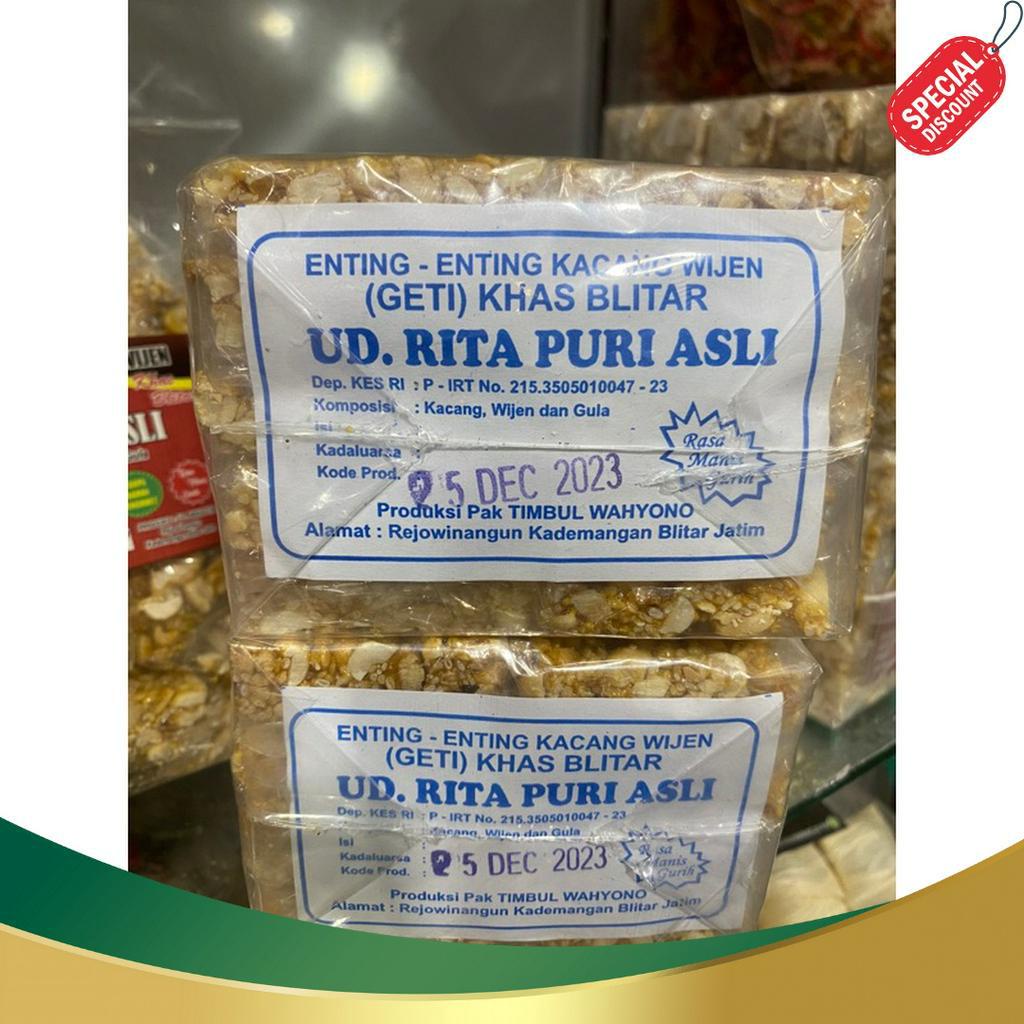 SPECIAL
DISCOUNT
ENTING - ENTING KACANG WIJEN
(GETI) KHAS BLITAR
UD. RITA PURI ASLI
Dep. KES RI : P - IRT No. 215.3505010047 - 23
Komposisi : Kacang, Wijen dan Gula
Isi :
Kadaluarsa :
Kode Prod.
25 DEC 2023
Rasa
Manis
Gurih
Produksi Pak TIMBUL WAHYONO
Alamat : Rejowinangun Kademangan Blitar Jatim
WIJEN
ASLI
ENTING - ENTING KACANG WIJEN
(GETI) KHAS BLITAR
UD. RITA PURI ASLI
Dep. KES RI : P - IRT No. 215.3505010047 - 23
: Kacang, Wijen dan Gula
Isi
Kadaluarsa :
Kode Prod. :
25 DEC 2023
Rasa
Manis
Gurih
Produksi Pak TIMBUL WAHYONO
Alamat : Rejowinangun Kademangan Blitar Jatim